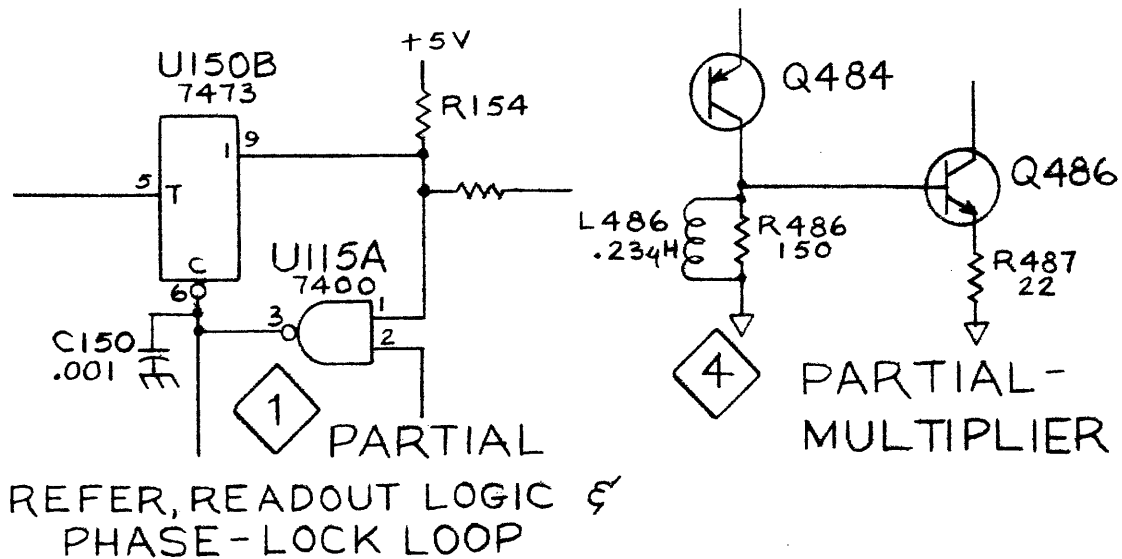 U150B
7473
+5V
R154
1 9
5 T
C
6
U115A
7400
3
1
2
C150
.001
1
PARTIAL
REFER, READOUT LOGIC &
PHASE-LOCK LOOP
Q484
Q486
L486
.23µH
R486
150
R487
22
4
PARTIAL-
MULTIPLIER